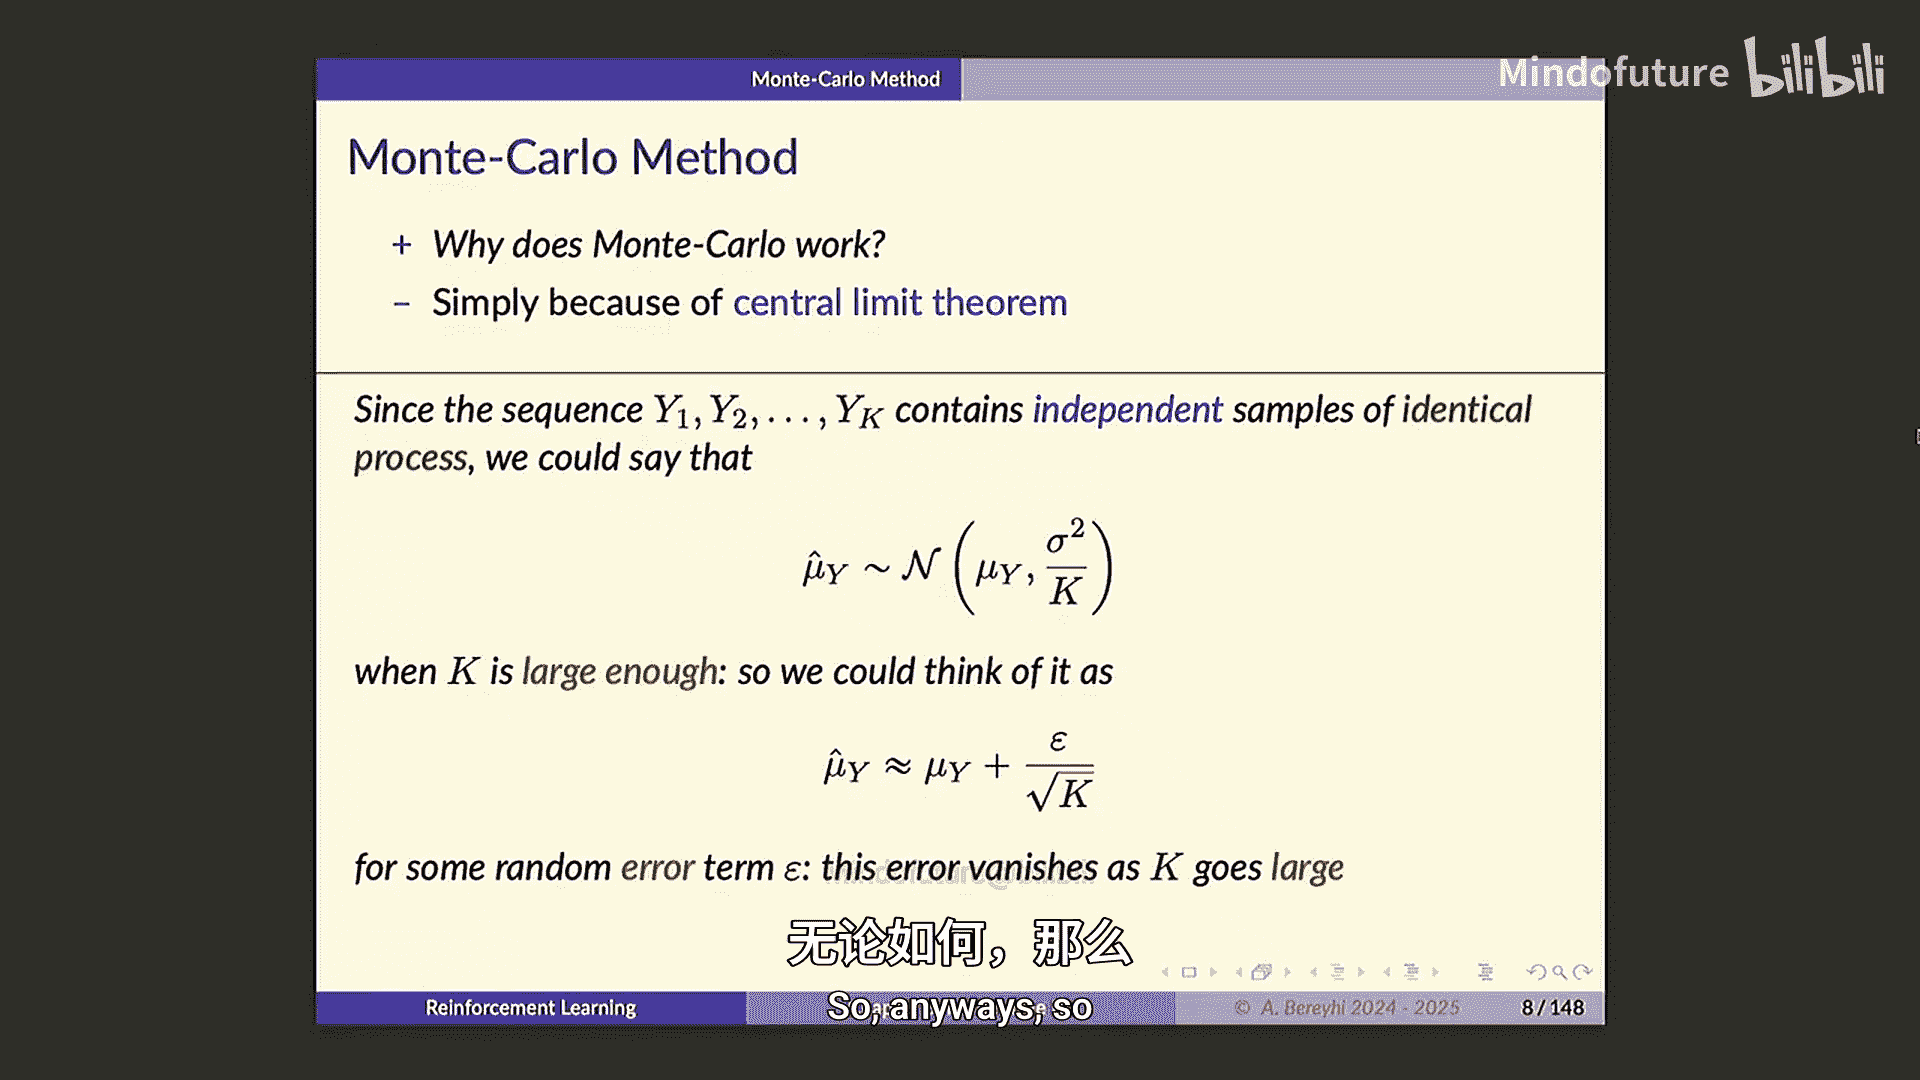 Monte-Carlo Method
Mindofuture bilibili
Monte-Carlo Method
+ Why does Monte-Carlo work?
– Simply because of central limit theorem
Since the sequence Y₁, Y₂, . . . , Y_K contains independent samples of identical
process, we could say that
μ̂_Y ∼ 𝒩 (μ_Y, σ²/K)
when K is large enough: so we could think of it as
μ̂_Y ≈ μ_Y + ε/√K
for some random error term ε: this error vanishes as K goes large
无论如何，那么
So, anyways, so
Reinforcement Learning
© A. Bereyhi 2024 - 2025
8 / 148